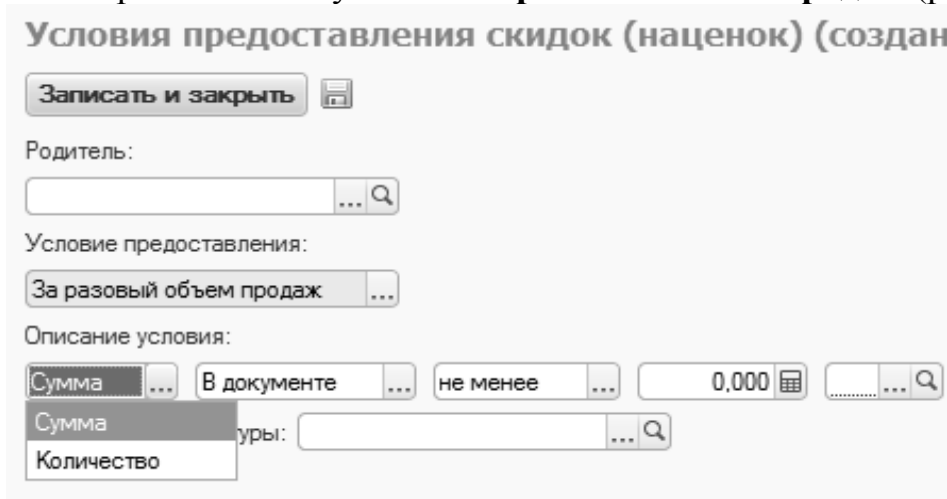 Условия предоставления скидок (наценок) (создан
Записать и закрыть
Родитель:
... 
Условие предоставления:
За разовый объем продаж ...
Описание условия:
Сумма ... В документе ... не менее ... 0,000 ...
Сумма уры: ...
Количество